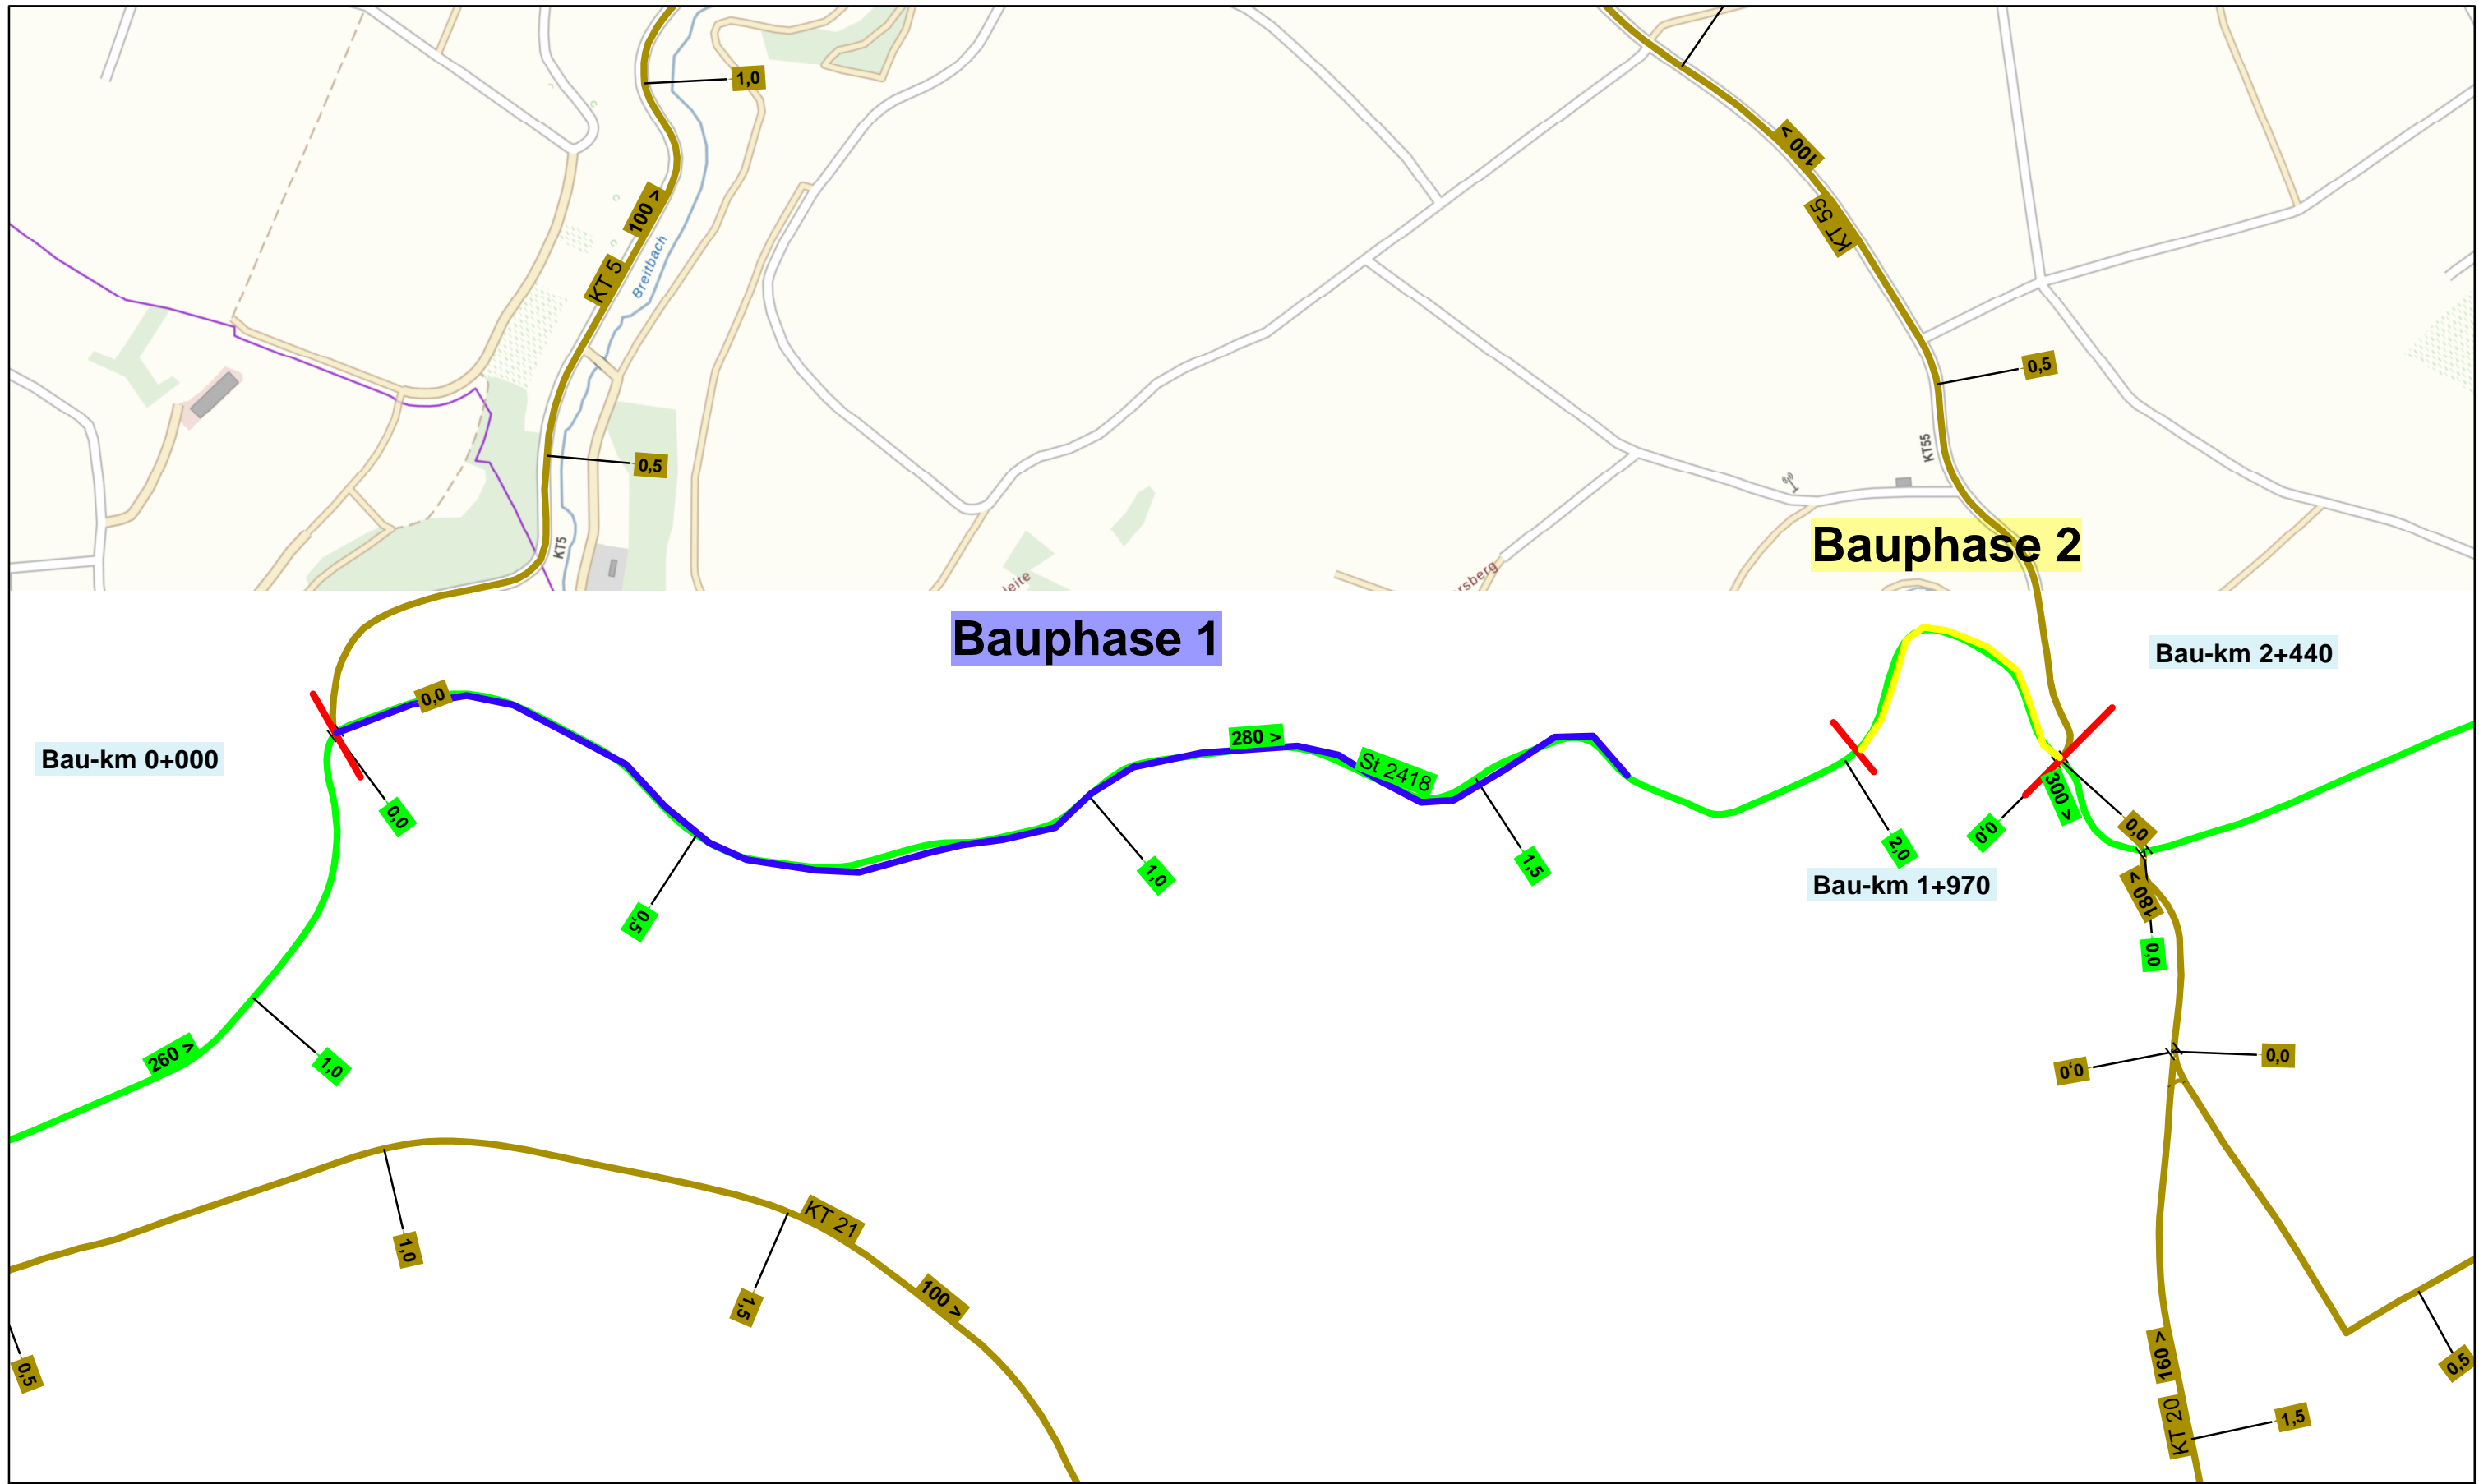 1,0
100 >
100 >
KT 55
Breitbach
KT 5
0,5
KT55
0,5
KT5
Bauphase 2
leite
rsberg
Bauphase 1
Bau-km 2+440
0,0
Bau-km 0+000
280 >
St 2418
300 >
0,0
0,0
0,0
2,0
1,5
1,0
0,5
Bau-km 1+970
180 >
0,0
260 >
1,0
0,0
0,0
KT 21
1,0
1,5
100 >
0,5
160 >
0,5
KT 20
1,5